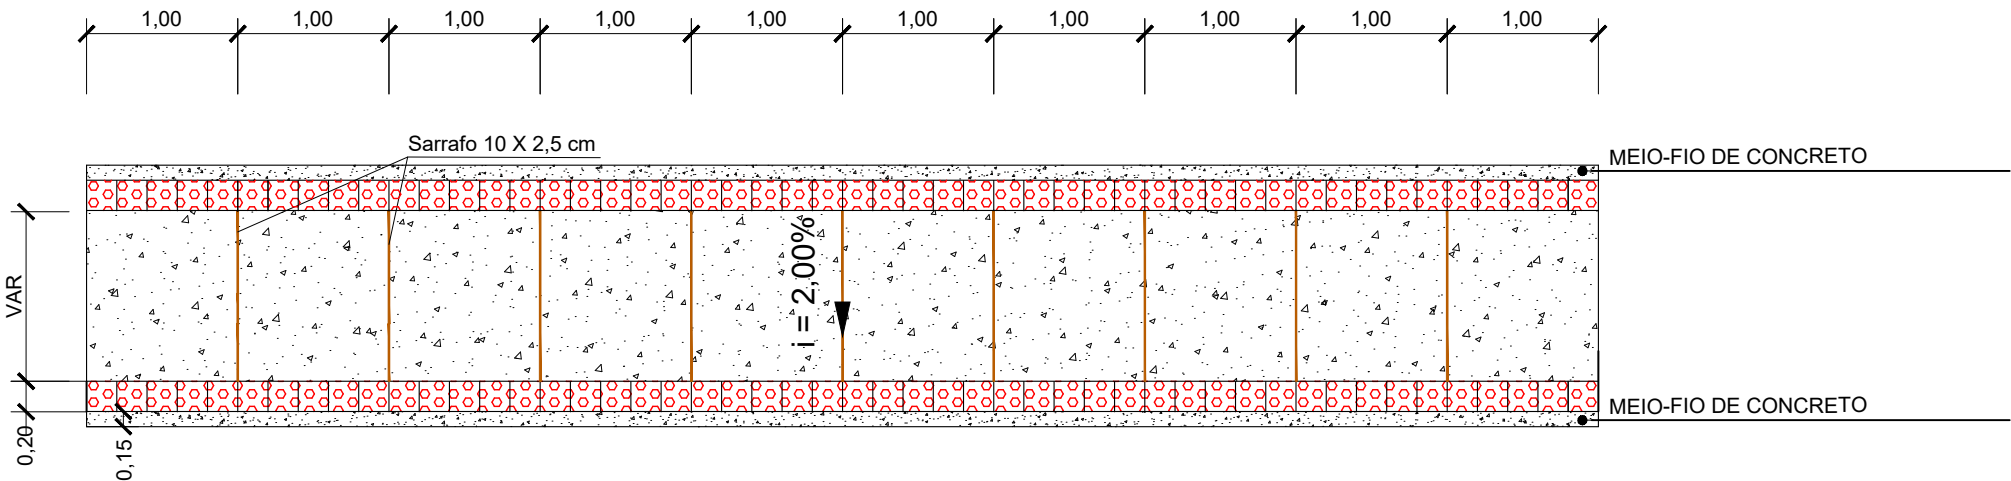 1,00 1,00 1,00 1,00 1,00 1,00 1,00 1,00 1,00 1,00
Sarrafo 10 X 2,5 cm
MEIO-FIO DE CONCRETO
i = 2,00%
VAR
MEIO-FIO DE CONCRETO
0,20
0,15